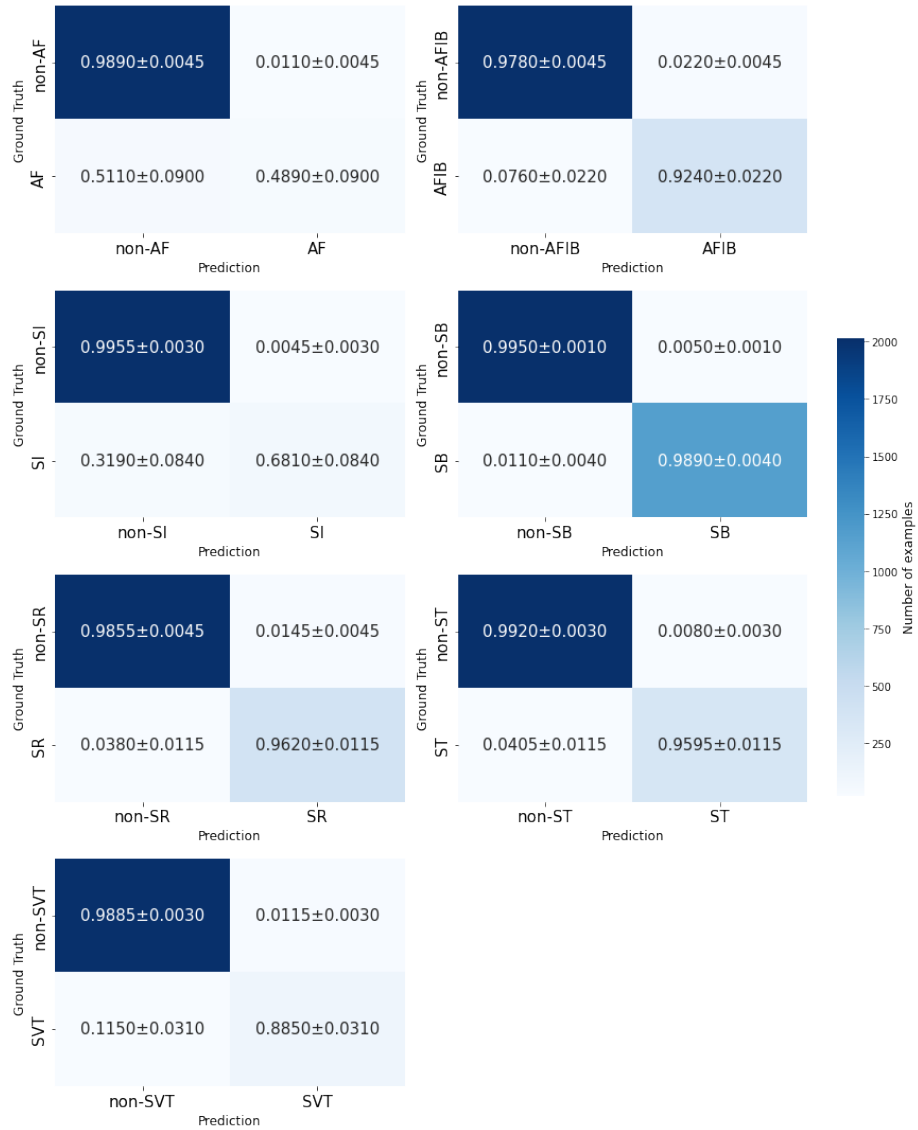 non-AF
Ground Truth
AF
0.9890±0.0045 0.0110±0.0045
0.5110±0.0900 0.4890±0.0900
non-AF AF
Prediction
non-AFIB
Ground Truth
AFIB
0.9780±0.0045 0.0220±0.0045
0.0760±0.0220 0.9240±0.0220
non-AFIB AFIB
Prediction
non-SI
Ground Truth
SI
0.9955±0.0030 0.0045±0.0030
0.3190±0.0840 0.6810±0.0840
non-SI SI
Prediction
non-SB
Ground Truth
SB
0.9950±0.0010 0.0050±0.0010
0.0110±0.0040 0.9890±0.0040
non-SB SB
Prediction
non-SR
Ground Truth
SR
0.9855±0.0045 0.0145±0.0045
0.0380±0.0115 0.9620±0.0115
non-SR SR
Prediction
non-ST
Ground Truth
ST
0.9920±0.0030 0.0080±0.0030
0.0405±0.0115 0.9595±0.0115
non-ST ST
Prediction
non-SVT
Ground Truth
SVT
0.9885±0.0030 0.0115±0.0030
0.1150±0.0310 0.8850±0.0310
non-SVT SVT
Prediction
2000
1750
1500
1250
1000
750
500
250
Number of examples